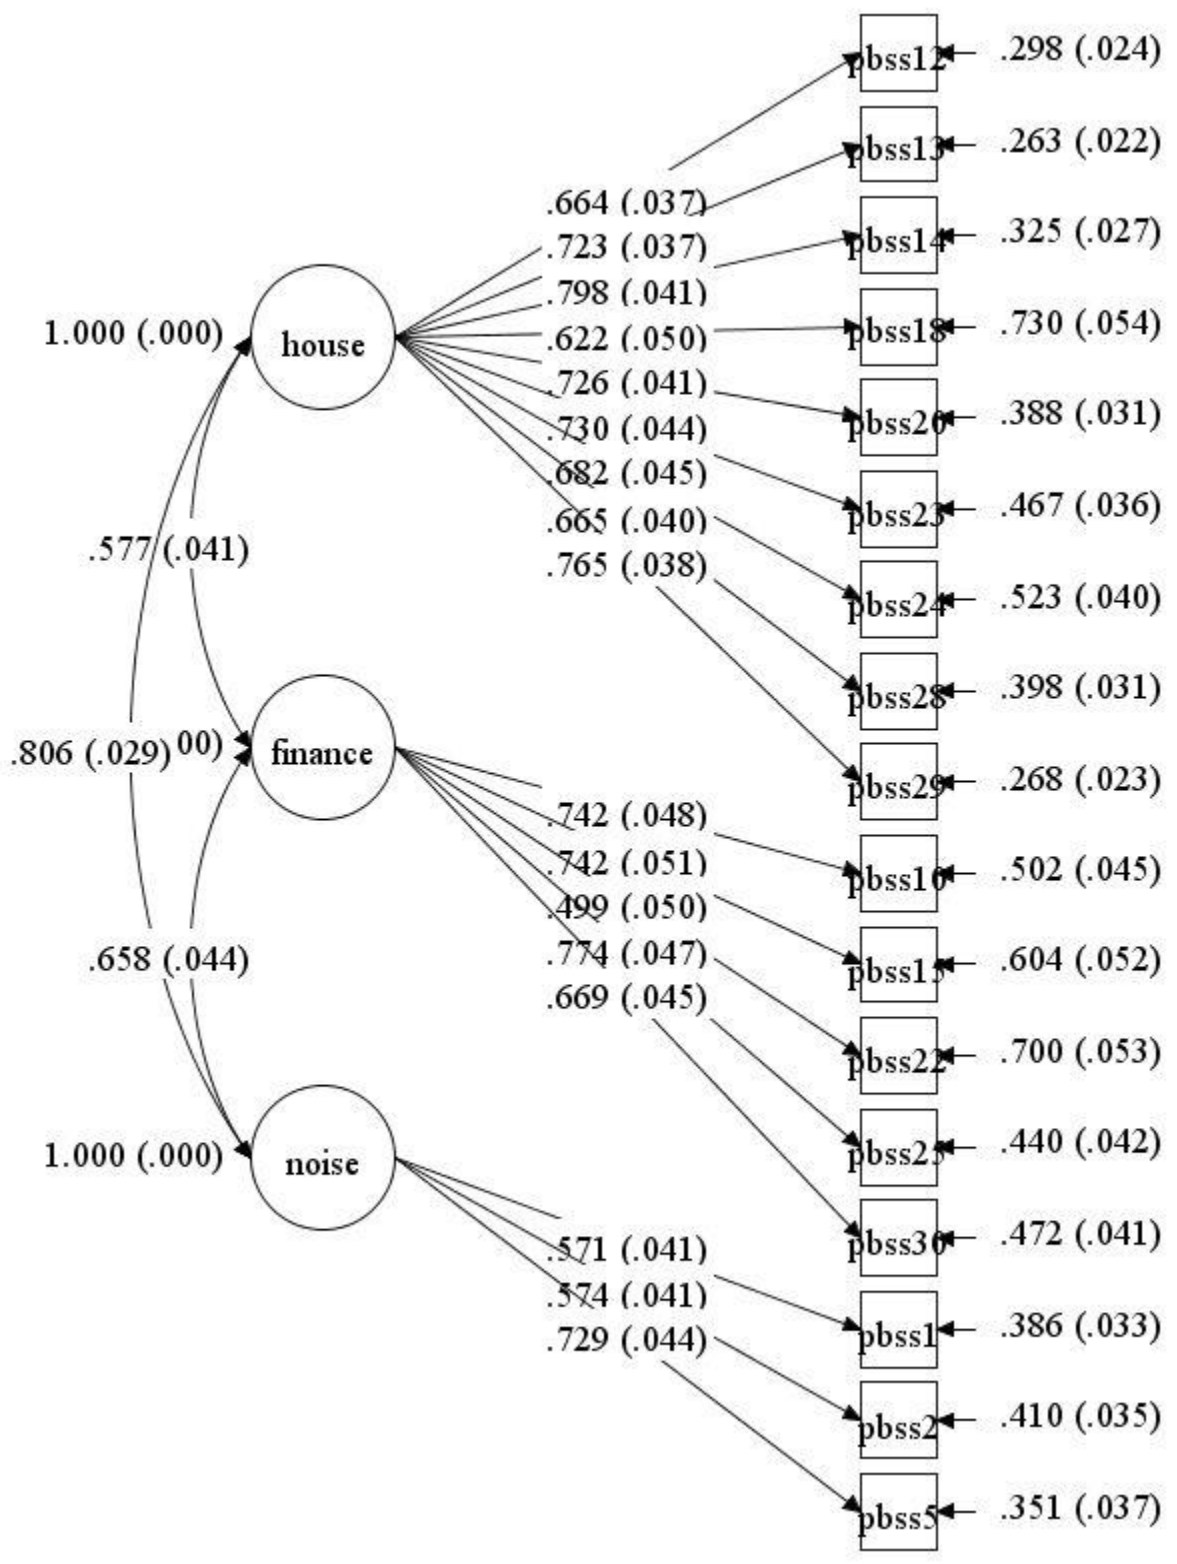 pbss12 .298 (.024)
pbss13 .263 (.022)
.664 (.037)
pbss14 .325 (.027)
.723 (.037)
.798 (.041)
1.000 (.000) house .622 (.050) pbss18 .730 (.054)
.726 (.041)
pbss20 .388 (.031)
.730 (.044)
.682 (.045)
pbss23 .467 (.036)
.665 (.040)
.577 (.041) .765 (.038)
pbss24 .523 (.040)
pbss28 .398 (.031)
.806 (.029) 00) finance
pbss29 .268 (.023)
.742 (.048)
.742 (.051) .502 (.045)
.499 (.050)
.774 (.047) pbss15 .604 (.052)
.658 (.044)
.669 (.045)
pbss22 .700 (.053)
1.000 (.000) noise pbss25 .440 (.042)
pbss30 .472 (.041)
.571 (.041)
.574 (.041)
.729 (.044) pbss1 .386 (.033)
pbss2 .410 (.035)
pbss5 .351 (.037)